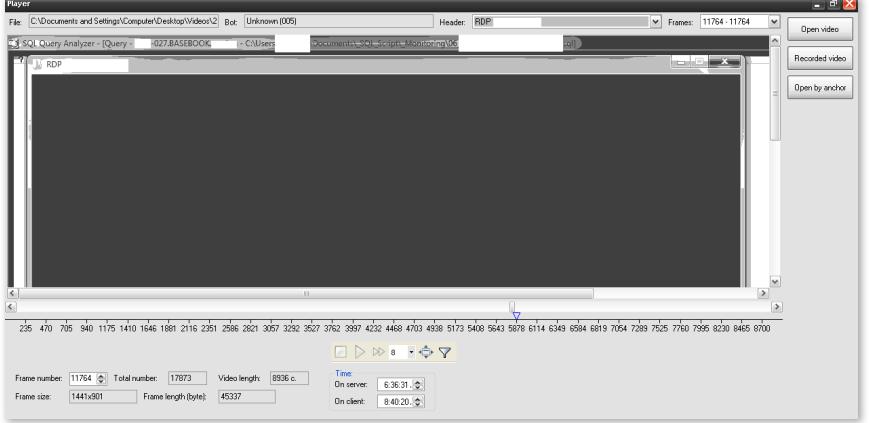 Player
File: C:\Documents and Settings\Computer\Desktop\Videos\2 Bot: Unknown (005) Header: RDP Frames: 11764 - 11764
Open video
SQL Query Analyzer - [Query - -027.BASEBOOK. - C:\Users Documents\_SQL_Script\_Monitoring\06 .sql]
RDP
Recorded video
Open by anchor
235 470 705 940 1175 1410 1646 1881 2116 2351 2586 2821 3057 3292 3527 3762 3997 4232 4468 4703 4938 5173 5408 5643 5878 6114 6349 6584 6819 7054 7289 7525 7760 7995 8230 8465 8700
8
Frame number: 11764 Total number: 17873 Video length: 8936 c.
Frame size: 1441x901 Frame length (byte): 45337
Time:
On server: 6:36:31.
On client: 8:40:20.